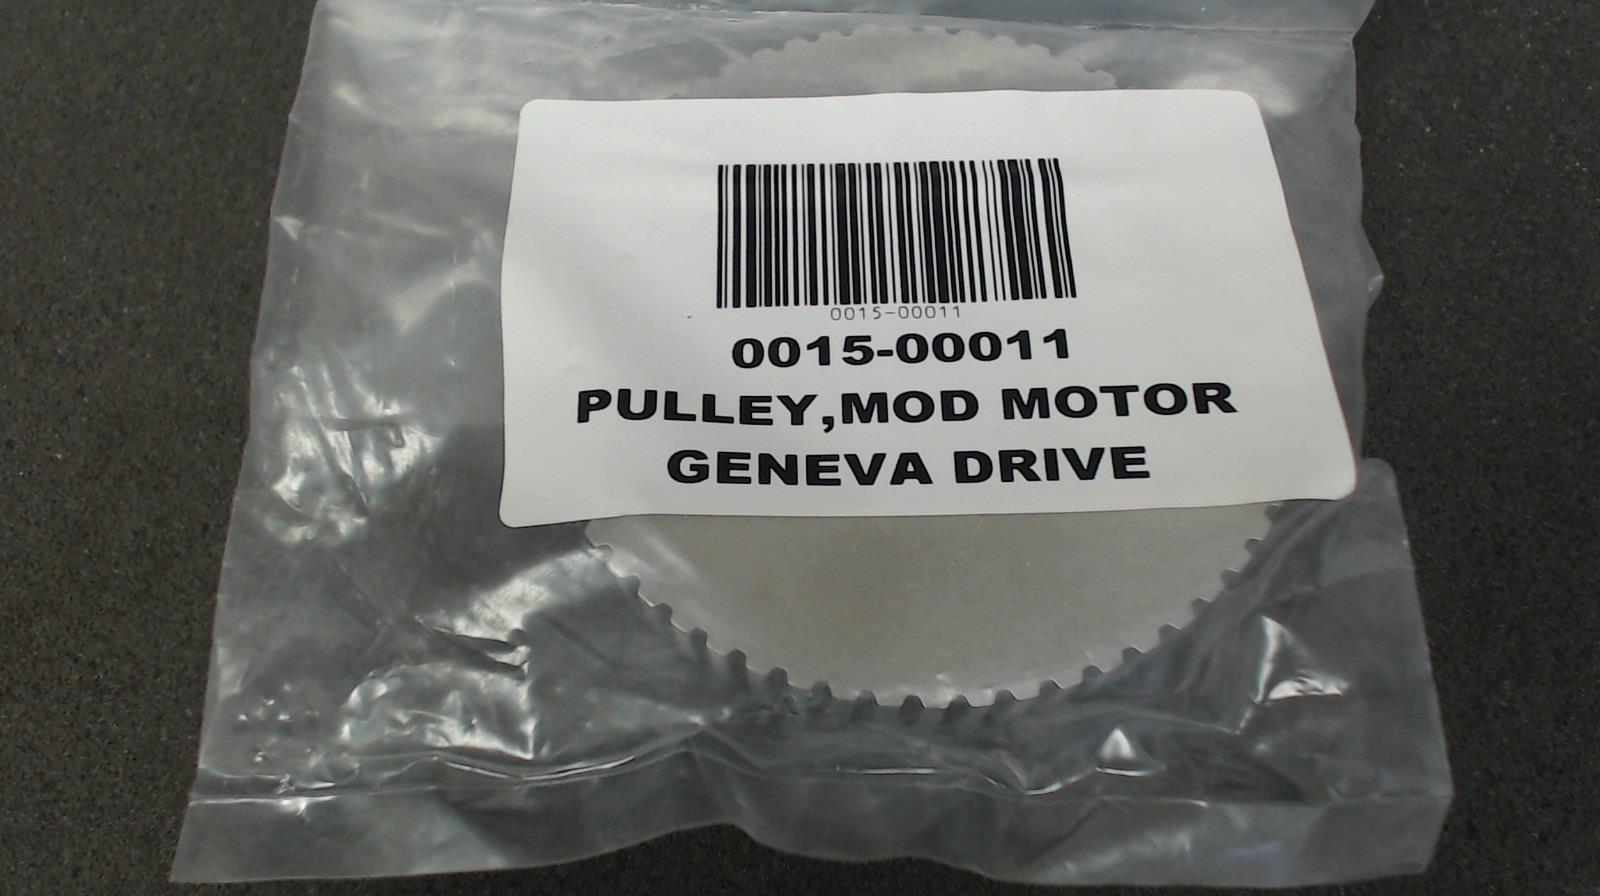 0015-00011
0015-00011
PULLEY,MOD MOTOR
GENEVA DRIVE